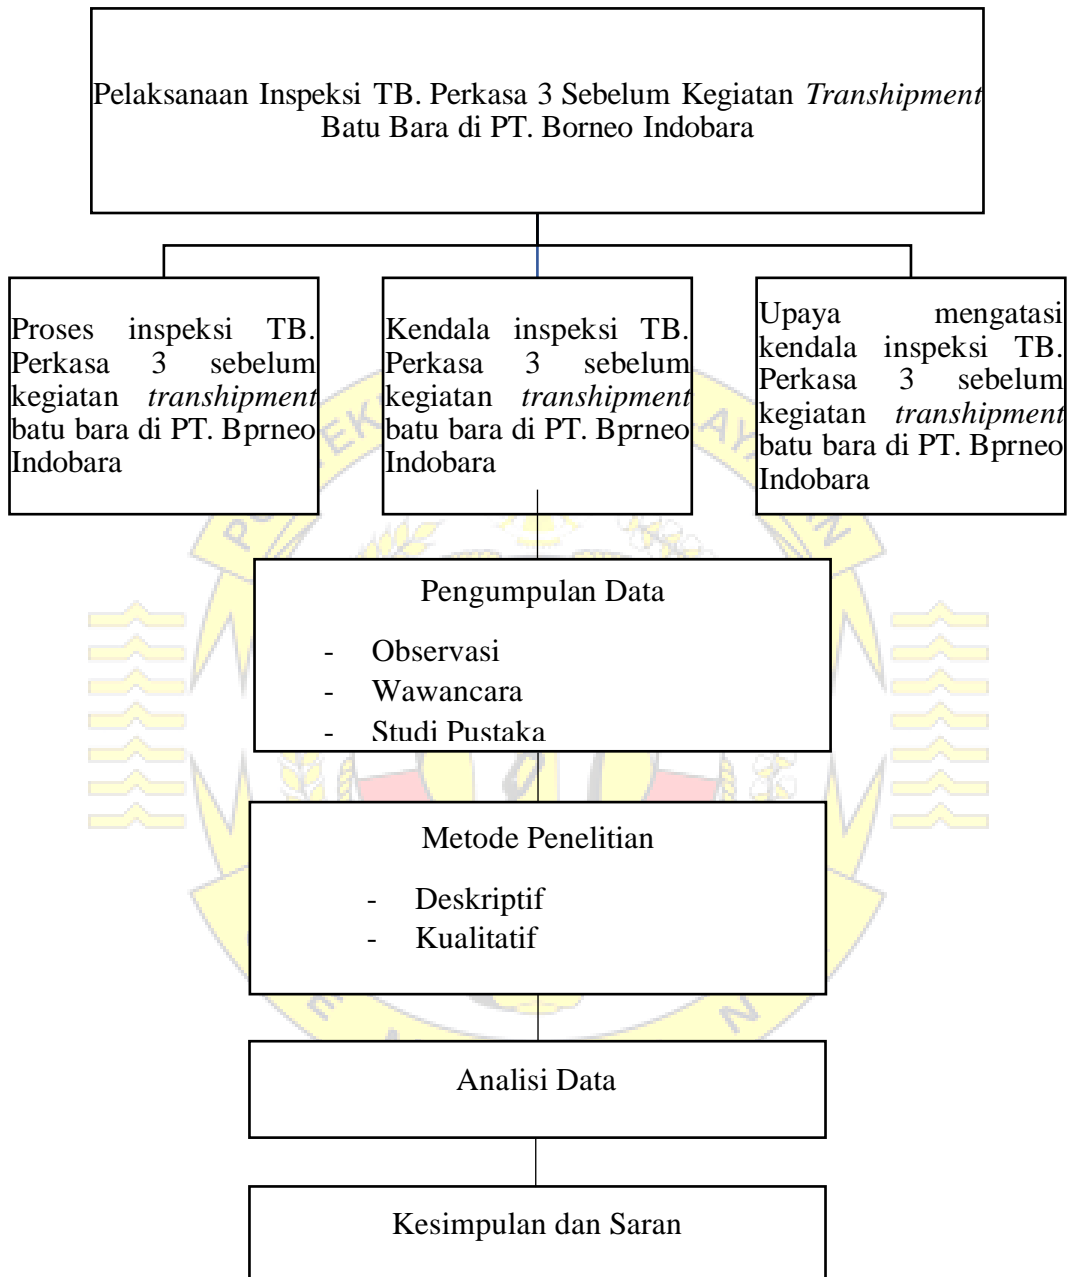 Pelaksanaan Inspeksi TB. Perkasa 3 Sebelum Kegiatan Transhipment
Batu Bara di PT. Borneo Indobara
Proses inspeksi TB.
Perkasa 3 sebelum
kegiatan transhipment
batu bara di PT. Bprneo
Indobara
Kendala inspeksi TB.
Perkasa 3 sebelum
kegiatan transhipment
batu bara di PT. Bprneo
Indobara
Upaya mengatasi
kendala inspeksi TB.
Perkasa 3 sebelum
kegiatan transhipment
batu bara di PT. Bprneo
Indobara
Pengumpulan Data
- Observasi
- Wawancara
- Studi Pustaka
Metode Penelitian
- Deskriptif
- Kualitatif
Analisi Data
Kesimpulan dan Saran